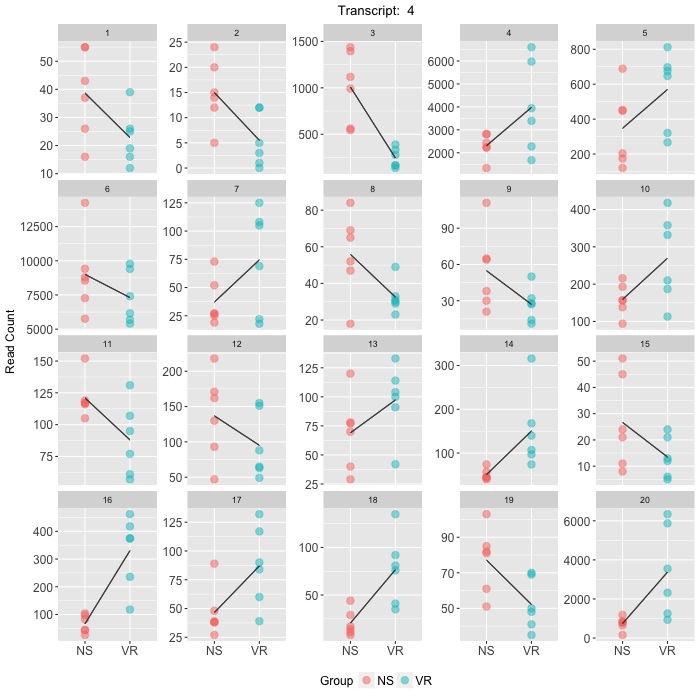 Transcript: 4
1 2 3 4 5
50 40 30 20 10
25 20 15 10 5 0
1500 1000 500
6000 5000 4000 3000 2000
800 600 400 200
6 7 8 9 10
12500 10000 7500 5000
125 100 75 50 25
80 60 40 20
90 60 30
400 300 200 100
Read Count
11 12 13 14 15
150 125 100 75
200 150 100 50
125 100 75 50 25
300 200 100
50 40 30 20 10
16 17 18 19 20
400 300 200 100
125 100 75 50 25
100 50
90 70 50
6000 4000 2000 0
NS VR NS VR NS VR NS VR NS VR
Group NS VR